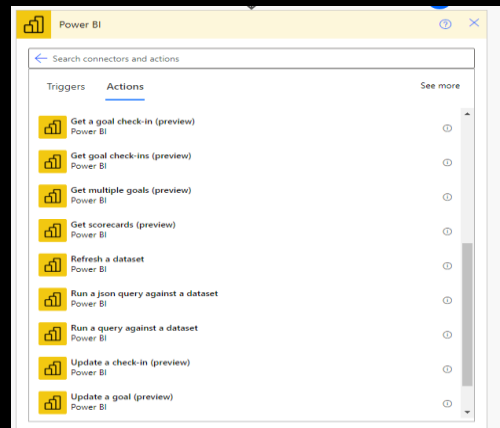 Power BI
Search connectors and actions
Triggers Actions See more
Get a goal check-in (preview)
Power BI
Get goal check-ins (preview)
Power BI
Get multiple goals (preview)
Power BI
Get scorecards (preview)
Power BI
Refresh a dataset
Power BI
Run a json query against a dataset
Power BI
Run a query against a dataset
Power BI
Update a check-in (preview)
Power BI
Update a goal (preview)
Power BI